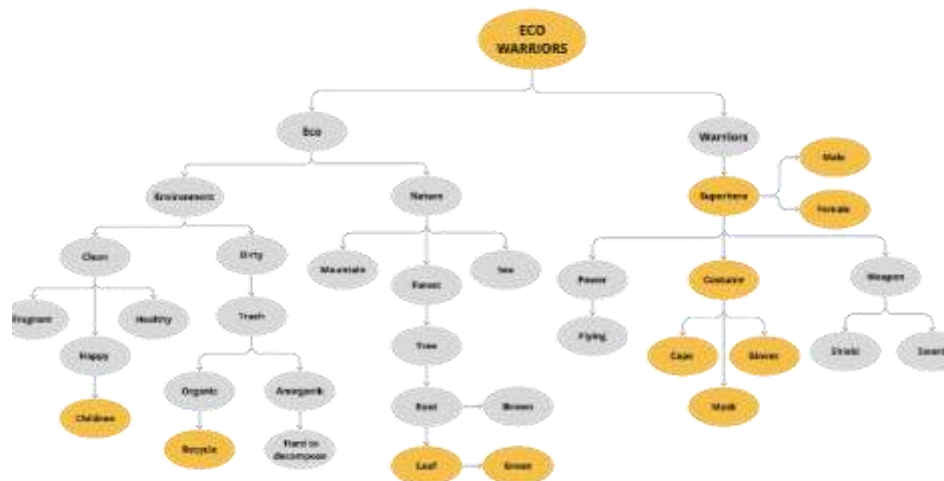 ECO
WARRIORS
Eco
Warriors
Male
Superhero
Female
Environment
Nature
Clean
Dirty
Mountain
Forest
Sea
Power
Costume
Weapon
Fragrant
Healthy
Trash
Flying
Happy
Tree
Cape
Gloves
Shield
Sword
Organic
Anorganik
Root
Brown
Mask
Children
Recycle
Hard to
decompose
Leaf
Green